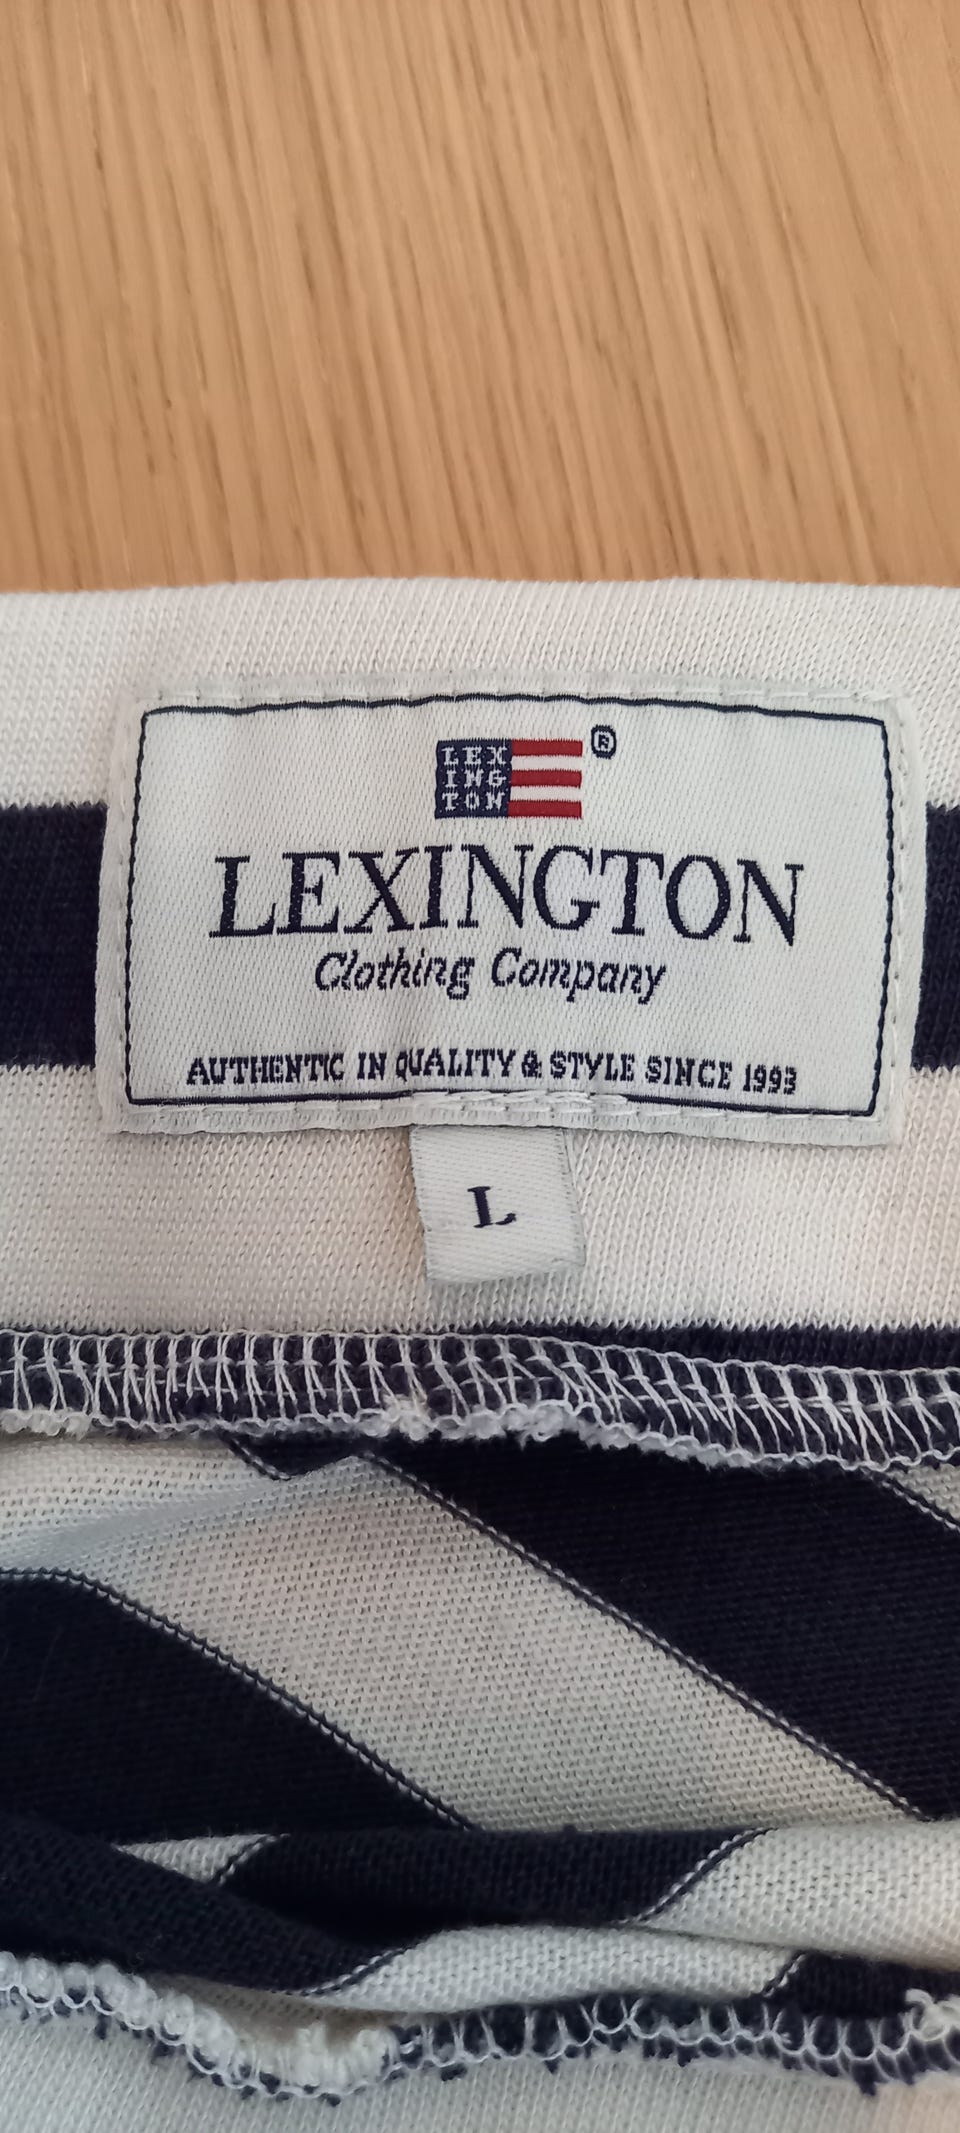 LEX
ING
TON
®
LEXINGTON
Clothing Company
AUTHENTIC IN QUALITY & STYLE SINCE 1993
L